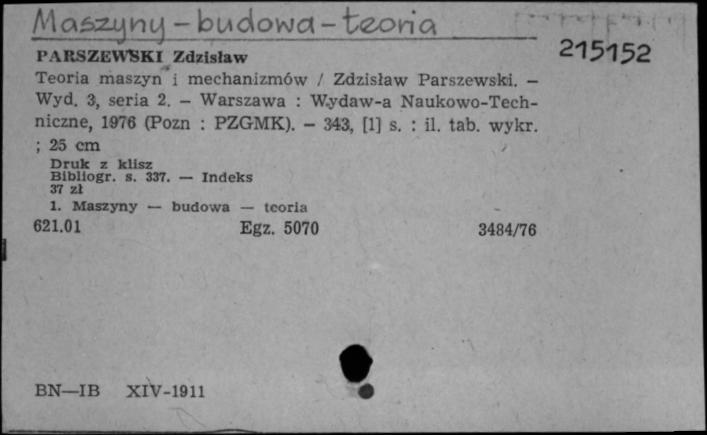 Maszyny – budowa – teoria
215152
PARSZEWSKI Zdzisław
Teoria maszyn i mechanizmów / Zdzisław Parszewski. –
Wyd. 3, seria 2. – Warszawa : Wydaw-a Naukowo-Tech-
niczne, 1976 (Pozn : PZGMK). – 343, [1] s. : il. tab. wykr.
; 25 cm
Druk z klisz
Bibliogr. s. 337. — Indeks
37 zł
1. Maszyny — budowa — teoria
621.01 Egz. 5070 3484/76
BN—IB XIV-1911